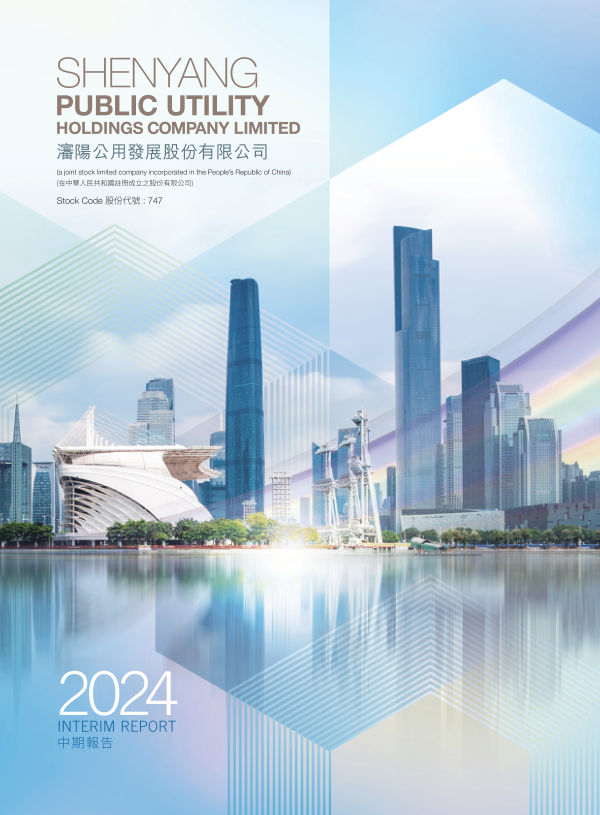 SHENYANG
PUBLIC UTILITY
HOLDINGS COMPANY LIMITED
瀋陽公用發展股份有限公司
(a joint stock limited company incorporated in the People's Republic of China)
(在中華人民共和國註冊成立之股份有限公司)
Stock Code 股份代號 : 747
2024
INTERIM REPORT
中期報告